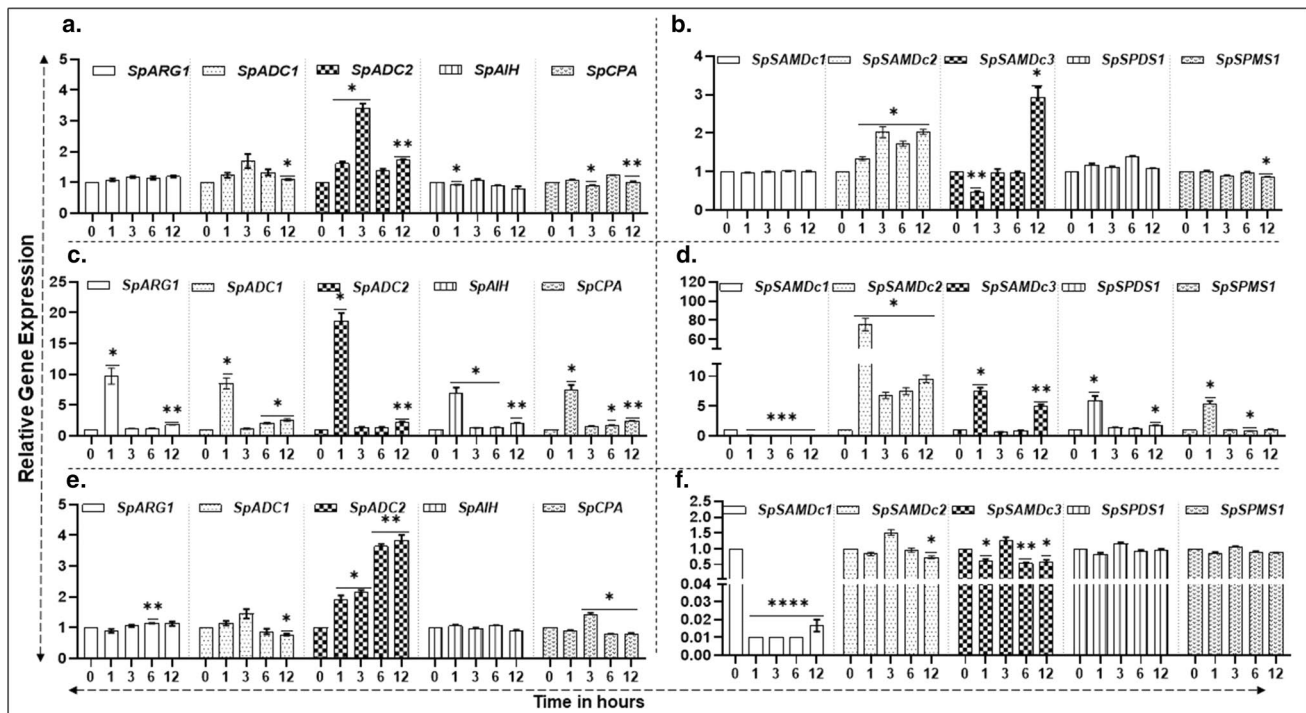 a.
5
4
3
2
1
0
SpARG1
SpADC1
SpADC2
SpAIH
SpCPA
*
*
**
*
*
**
0 1 3 6 12 0 1 3 6 12 0 1 3 6 12 0 1 3 6 12 0 1 3 6 12
b.
4
3
2
1
0
SpSAMDc1
SpSAMDc2
SpSAMDc3
SpSPDS1
SpSPMS1
*
**
*
*
0 1 3 6 12 0 1 3 6 12 0 1 3 6 12 0 1 3 6 12 0 1 3 6 12
c.
25
20
15
10
5
0
SpARG1
SpADC1
SpADC2
SpAIH
SpCPA
*
**
*
*
*
**
*
**
*
*
**
0 1 3 6 12 0 1 3 6 12 0 1 3 6 12 0 1 3 6 12 0 1 3 6 12
d.
120
100
80
60
10
5
0
SpSAMDc1
SpSAMDc2
SpSAMDc3
SpSPDS1
SpSPMS1
***
*
*
**
*
*
*
*
0 1 3 6 12 0 1 3 6 12 0 1 3 6 12 0 1 3 6 12 0 1 3 6 12
e.
5
4
3
2
1
0
SpARG1
SpADC1
SpADC2
SpAIH
SpCPA
**
*
*
**
*
0 1 3 6 12 0 1 3 6 12 0 1 3 6 12 0 1 3 6 12 0 1 3 6 12
f.
2.5
2.0
1.5
1.0
0.5
0.04
0.03
0.02
0.01
0.00
SpSAMDc1
SpSAMDc2
SpSAMDc3
SpSPDS1
SpSPMS1
****
*
*
**
*
0 1 3 6 12 0 1 3 6 12 0 1 3 6 12 0 1 3 6 12 0 1 3 6 12
Relative Gene Expression
Time in hours